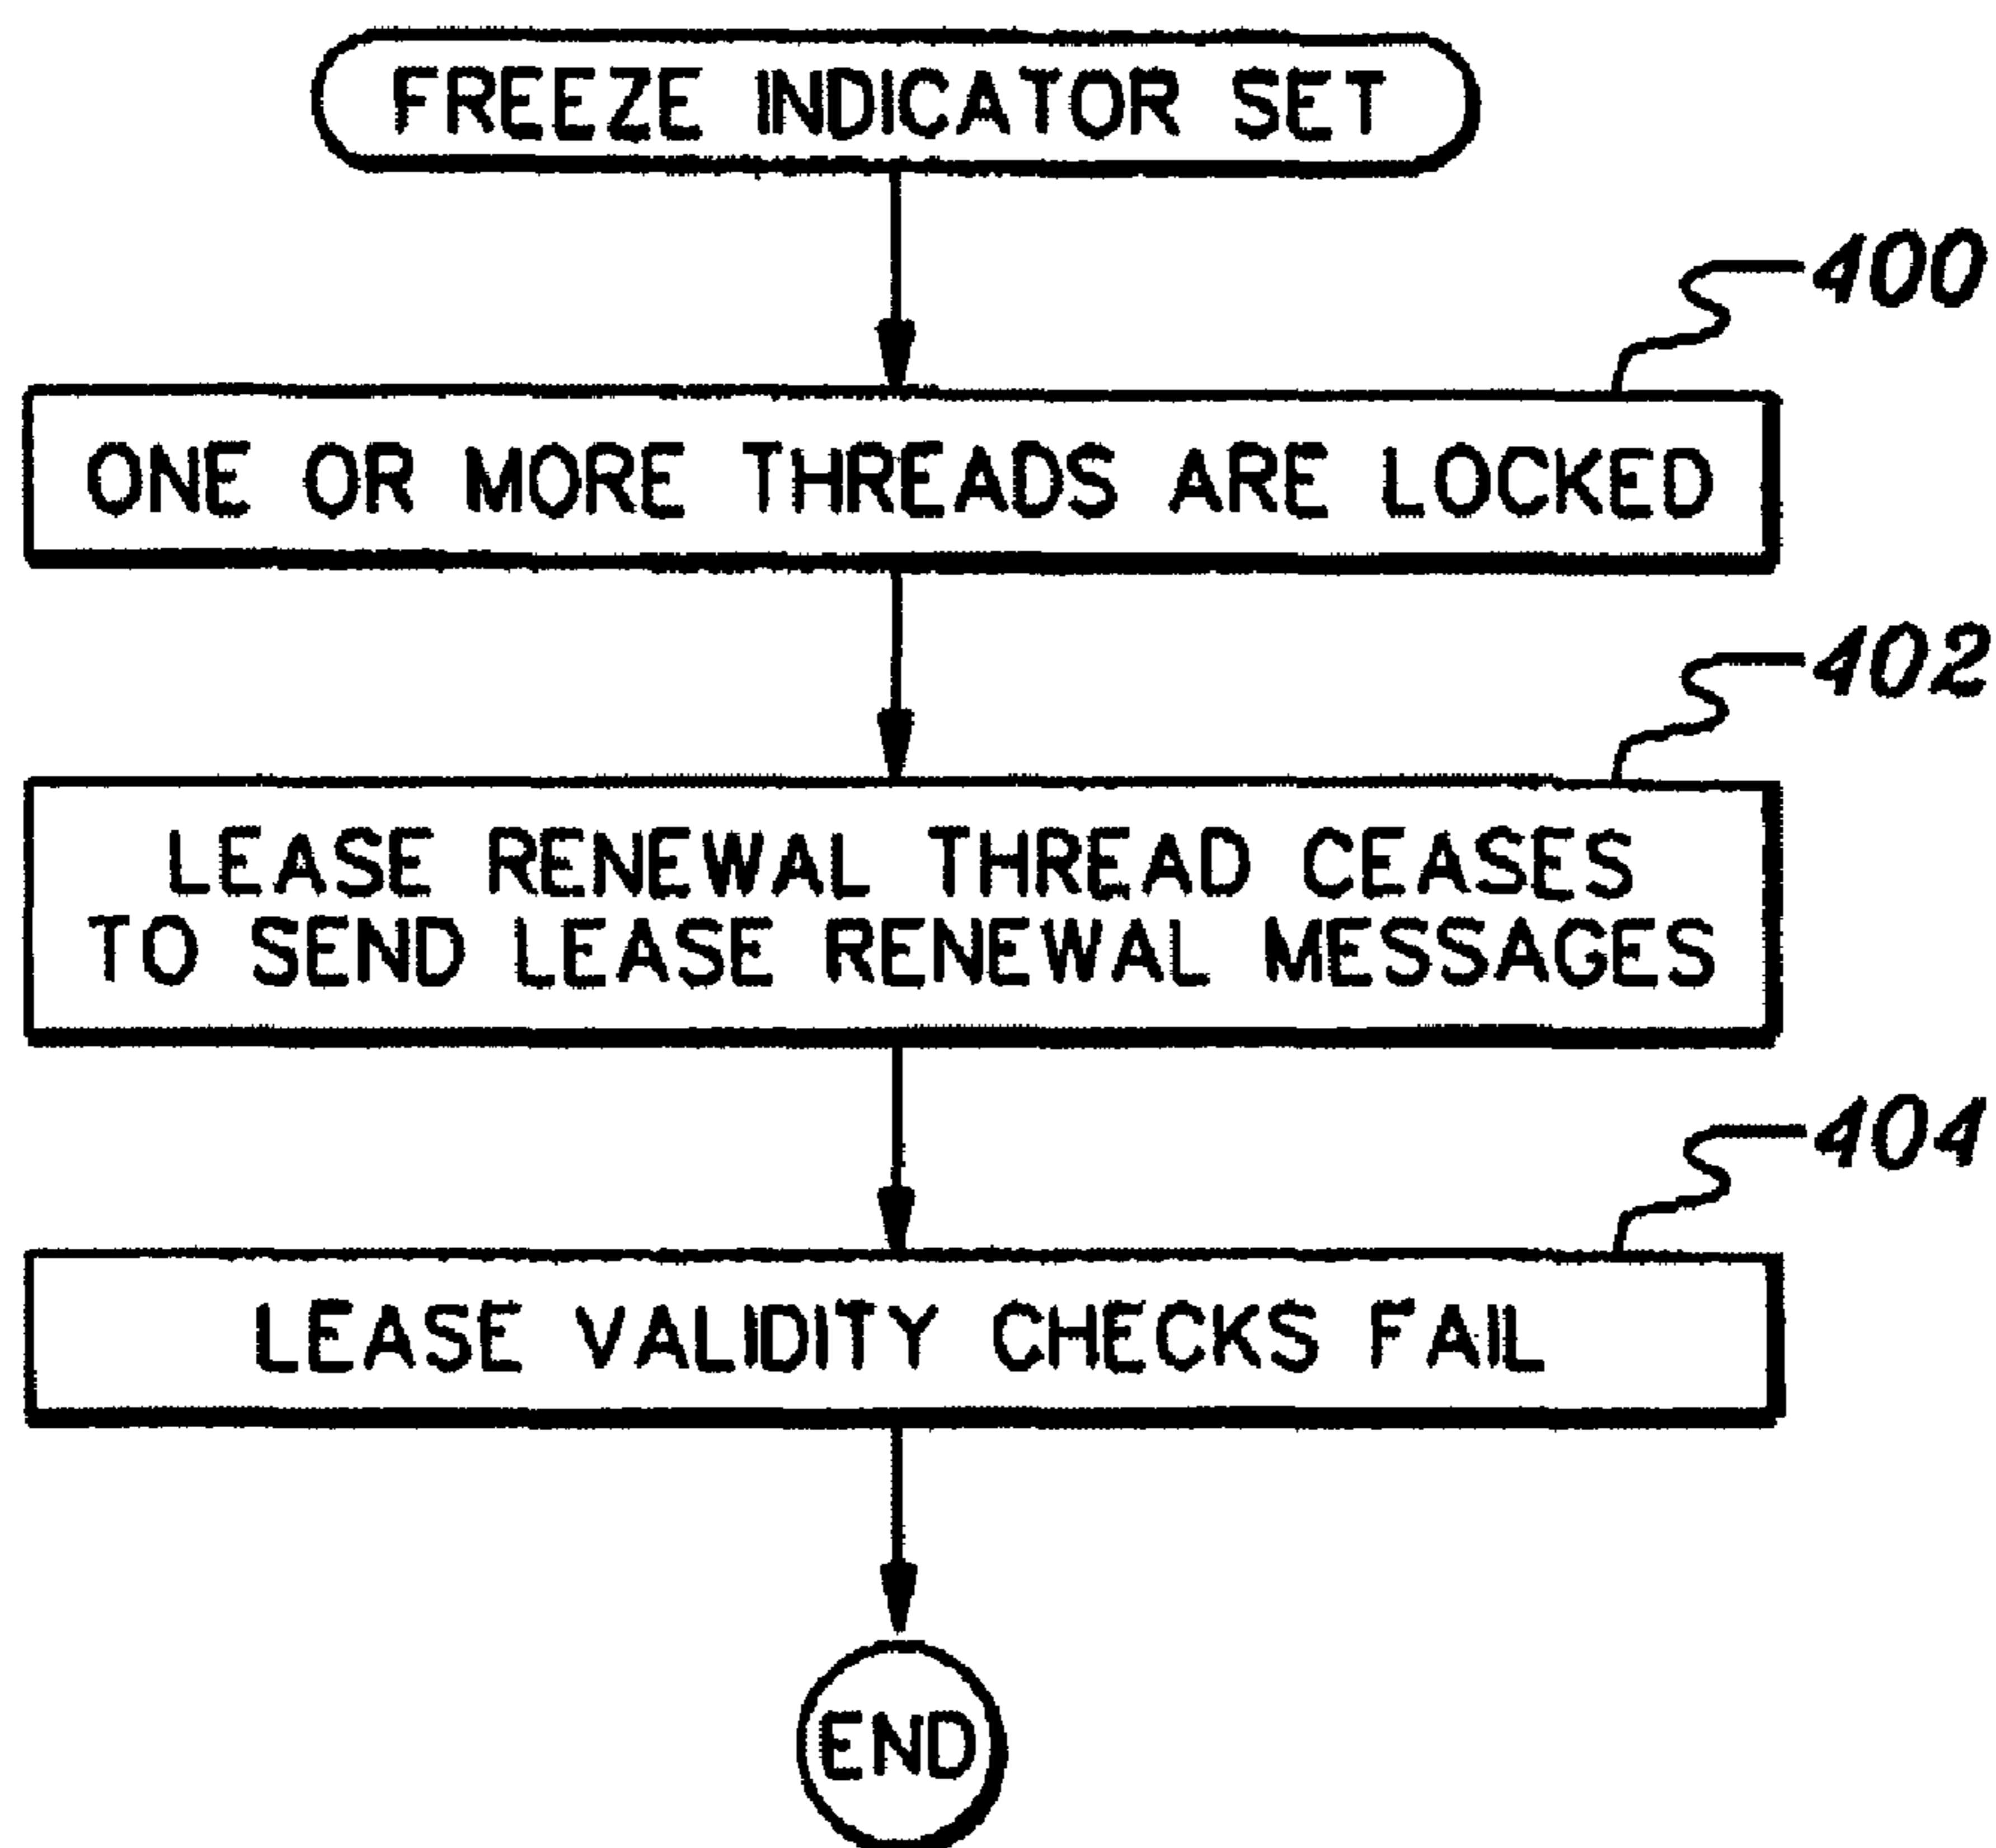 FREEZE INDICATOR SET
400
ONE OR MORE THREADS ARE LOCKED
402
LEASE RENEWAL THREAD CEASES
TO SEND LEASE RENEWAL MESSAGES
404
LEASE VALIDITY CHECKS FAIL
END